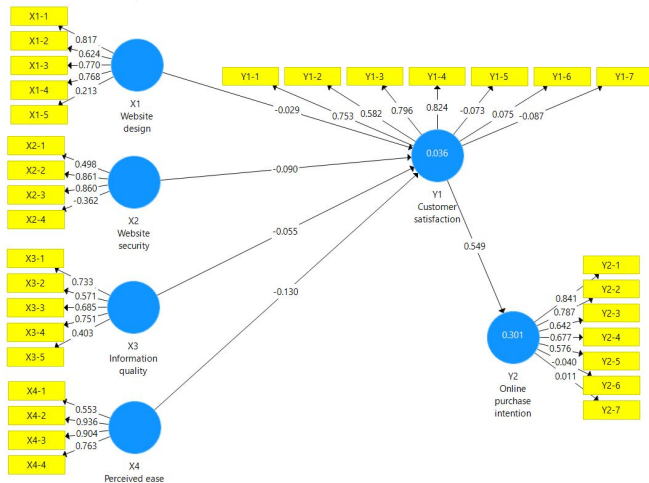 X1-1
X1-2
X1-3
X1-4
X1-5
0.817
0.624
0.770
0.768
0.213
X1
Website
design
X2-1
X2-2
X2-3
X2-4
0.498
0.861
0.860
-0.362
X2
Website
security
X3-1
X3-2
X3-3
X3-4
X3-5
0.733
0.571
0.685
0.751
0.403
X3
Information
quality
X4-1
X4-2
X4-3
X4-4
0.553
0.936
0.904
0.763
X4
Perceived ease
-0.029
-0.090
-0.055
-0.130
Y1-1
Y1-2
Y1-3
Y1-4
Y1-5
Y1-6
Y1-7
0.753
0.582
0.796
0.824
-0.073
0.075
-0.087
0.036
Y1
Customer
satisfaction
0.549
0.301
Y2
Online
purchase
intention
0.841
0.787
0.642
0.677
0.576
-0.040
0.011
Y2-1
Y2-2
Y2-3
Y2-4
Y2-5
Y2-6
Y2-7